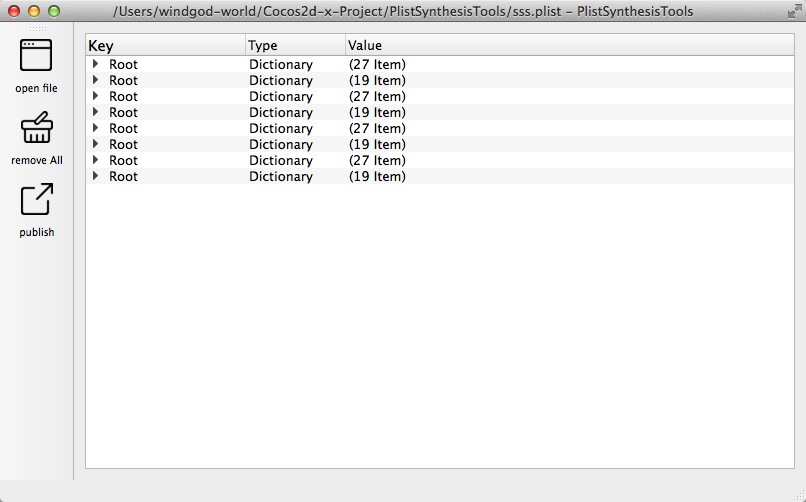 /Users/windgod-world/Cocos2d-x-Project/PlistSynthesisTools/sss.plist – PlistSynthesisTools
open file
remove All
publish
Key Type Value
Root Dictionary (27 Item)
Root Dictionary (19 Item)
Root Dictionary (27 Item)
Root Dictionary (19 Item)
Root Dictionary (27 Item)
Root Dictionary (19 Item)
Root Dictionary (27 Item)
Root Dictionary (19 Item)